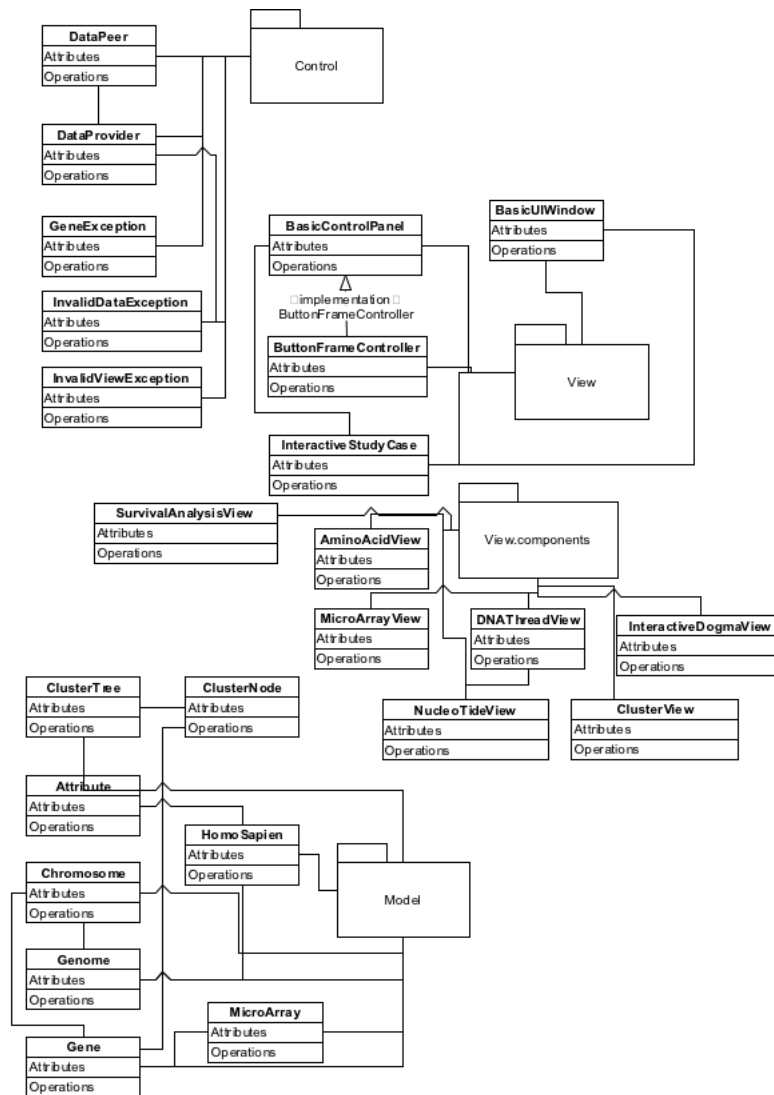 DataPeer
Attributes
Operations
Control
DataProvider
Attributes
Operations
GeneException
Attributes
Operations
InvalidDataException
Attributes
Operations
InvalidViewException
Attributes
Operations
BasicControlPanel
Attributes
Operations
implementation
ButtonFrameController
ButtonFrameController
Attributes
Operations
InteractiveStudyCase
Attributes
Operations
BasicUIWindow
Attributes
Operations
View
SurvivalAnalysisView
Attributes
Operations
AminoAcidView
Attributes
Operations
View.components
MicroArrayView
Attributes
Operations
DNAThreadView
Attributes
Operations
InteractiveDogmaView
Attributes
Operations
NucleoTideView
Attributes
Operations
ClusterView
Attributes
Operations
ClusterTree
Attributes
Operations
ClusterNode
Attributes
Operations
Attribute
Attributes
Operations
HomoSapien
Attributes
Operations
Model
Chromosome
Attributes
Operations
Genome
Attributes
Operations
MicroArray
Attributes
Operations
Gene
Attributes
Operations